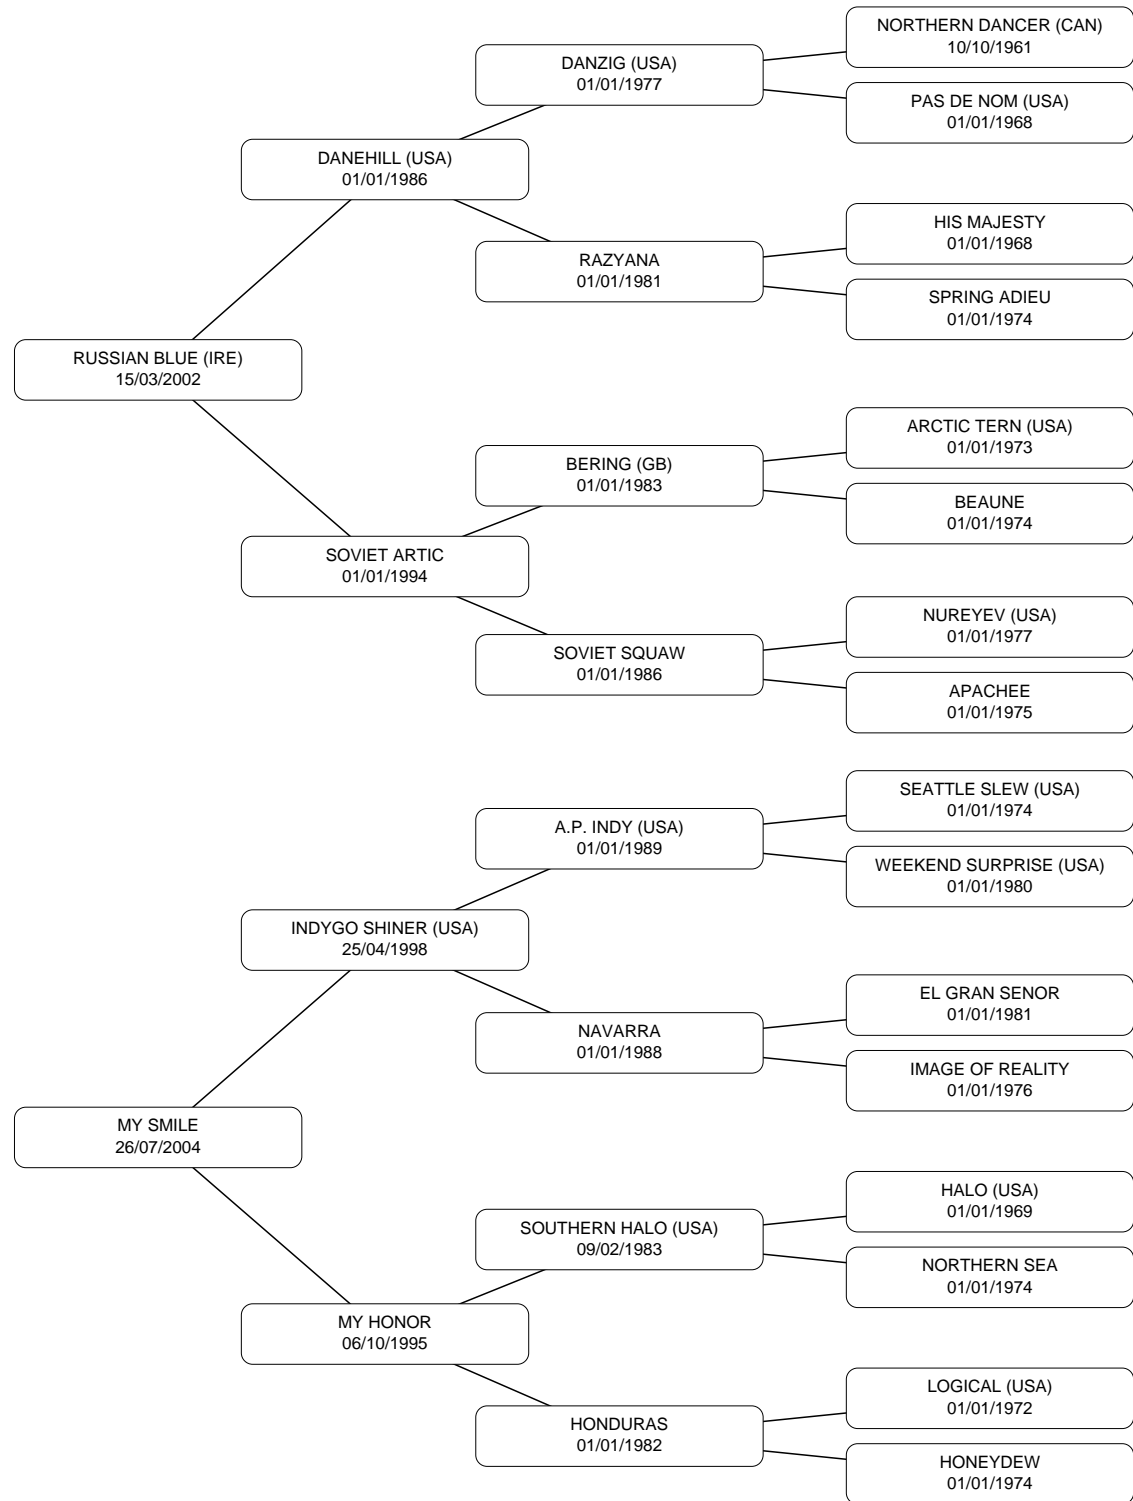 NORTHERN DANCER (CAN)
10/10/1961
DANZIG (USA)
01/01/1977
PAS DE NOM (USA)
01/01/1968
DANEHILL (USA)
01/01/1986
HIS MAJESTY
01/01/1968
RAZYANA
01/01/1981
SPRING ADIEU
01/01/1974
RUSSIAN BLUE (IRE)
15/03/2002
ARCTIC TERN (USA)
01/01/1973
BERING (GB)
01/01/1983
BEAUNE
01/01/1974
SOVIET ARTIC
01/01/1994
NUREYEV (USA)
01/01/1977
SOVIET SQUAW
01/01/1986
APACHEE
01/01/1975
SEATTLE SLEW (USA)
01/01/1974
A.P. INDY (USA)
01/01/1989
WEEKEND SURPRISE (USA)
01/01/1980
INDYGO SHINER (USA)
25/04/1998
EL GRAN SENOR
01/01/1981
NAVARRA
01/01/1988
IMAGE OF REALITY
01/01/1976
MY SMILE
26/07/2004
HALO (USA)
01/01/1969
SOUTHERN HALO (USA)
09/02/1983
NORTHERN SEA
01/01/1974
MY HONOR
06/10/1995
LOGICAL (USA)
01/01/1972
HONDURAS
01/01/1982
HONEYDEW
01/01/1974